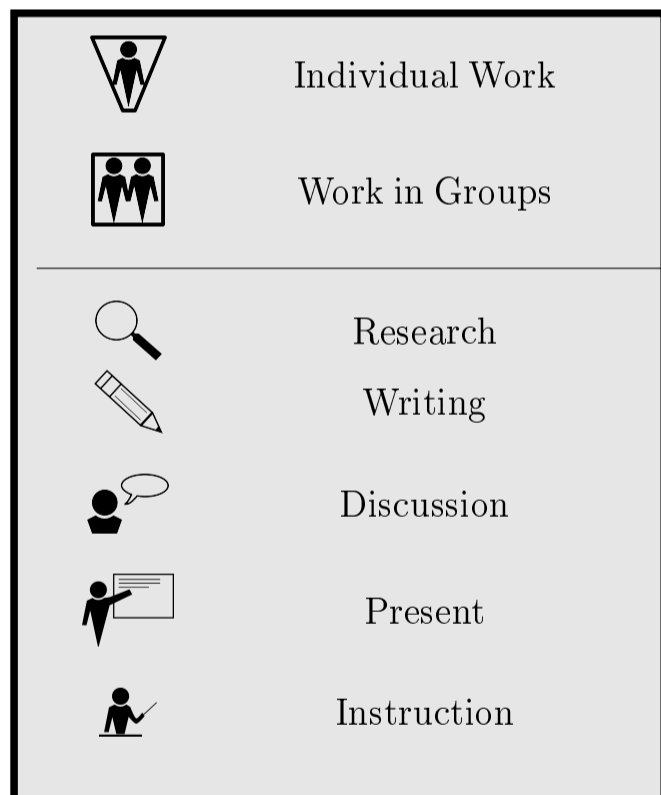 Individual Work
Work in Groups
Research
Writing
Discussion
Present
Instruction